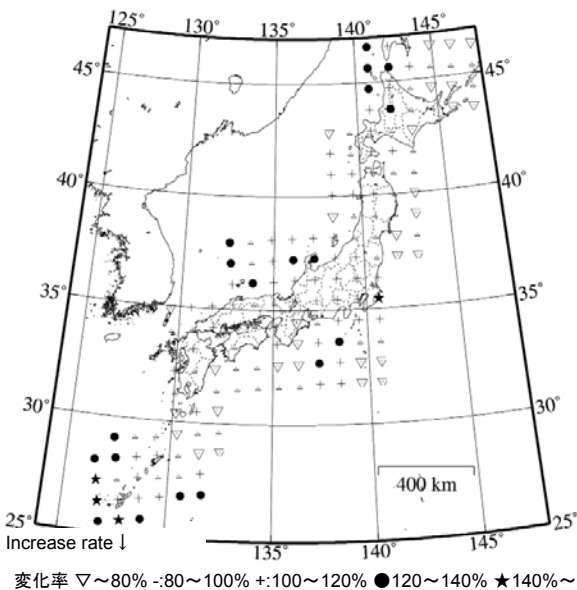 125° 130° 135° 140° 145°
45° 45°
40° 40°
35° 35°
30° 30°
400 km
25° 135° 140° 145° 25°
Increase rate ↓
変化率 ▽～80% -:80～100% +:100～120% ●120～140% ★140%～